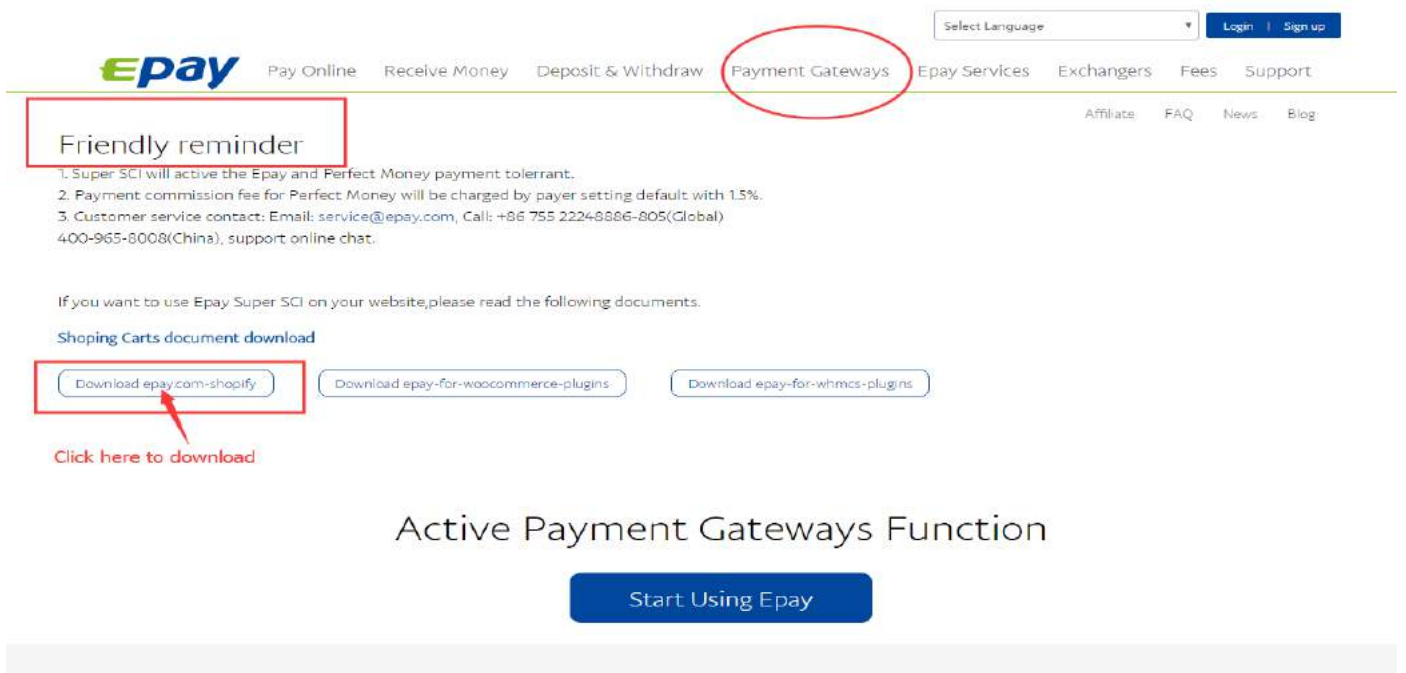 Select Language
Login | Sign up
Epay
Pay Online Receive Money Deposit & Withdraw Payment Gateways Epay Services Exchangers Fees Support
Affiliate FAQ News Blog
Friendly reminder
1. Super SCI will active the Epay and Perfect Money payment tolerrant.
2. Payment commission fee for Perfect Money will be charged by payer setting default with 1.5%.
3. Customer service contact: Email: service@epay.com, Call: +86 755 22248886-805(Global)
400-965-8008(China), support online chat.
If you want to use Epay Super SCI on your website,please read the following documents.
Shoping Carts document download
Download epay.com-shopify Download epay-for-woocommerce-plugins Download epay-for-whmcs-plugins
Click here to download
Active Payment Gateways Function
Start Using Epay